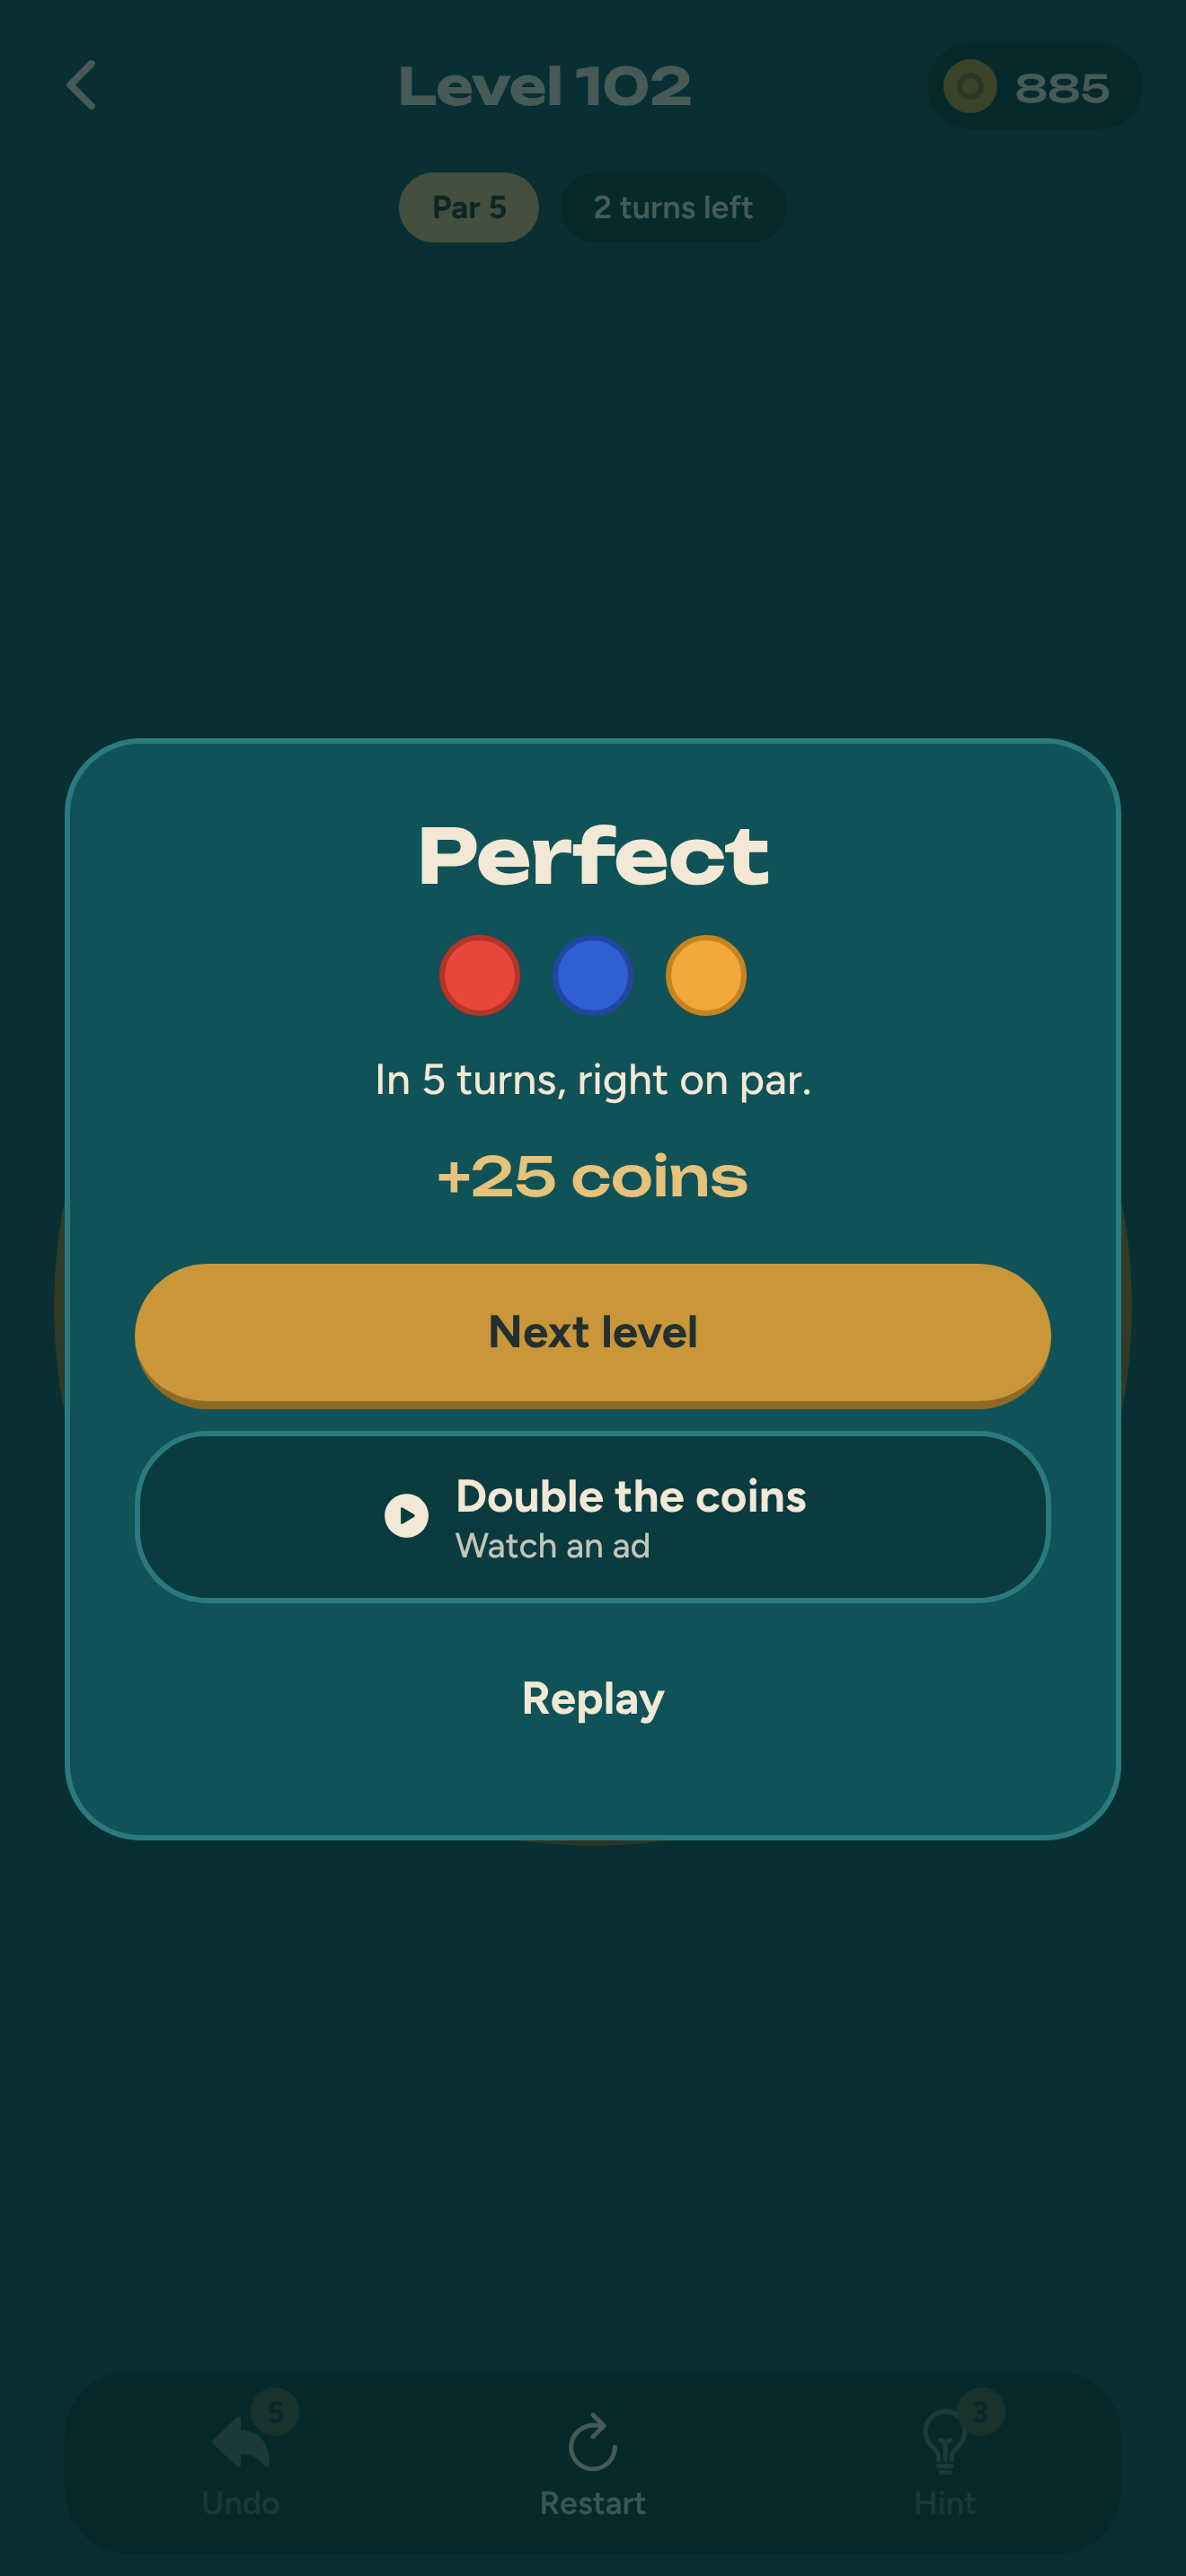 Level 102
885
Par 5
2 turns left
Perfect
In 5 turns, right on par.
+25 coins
Next level
Double the coins
Watch an ad
Replay
5
3
Undo
Restart
Hint